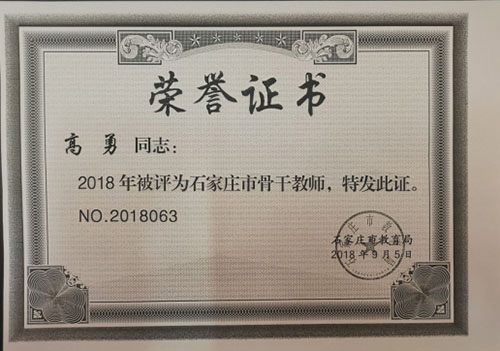 荣誉证书
高勇同志：
2018年被评为石家庄市骨干教师，特发此证。
NO.2018063
石家庄市教育局
2018年9月5日